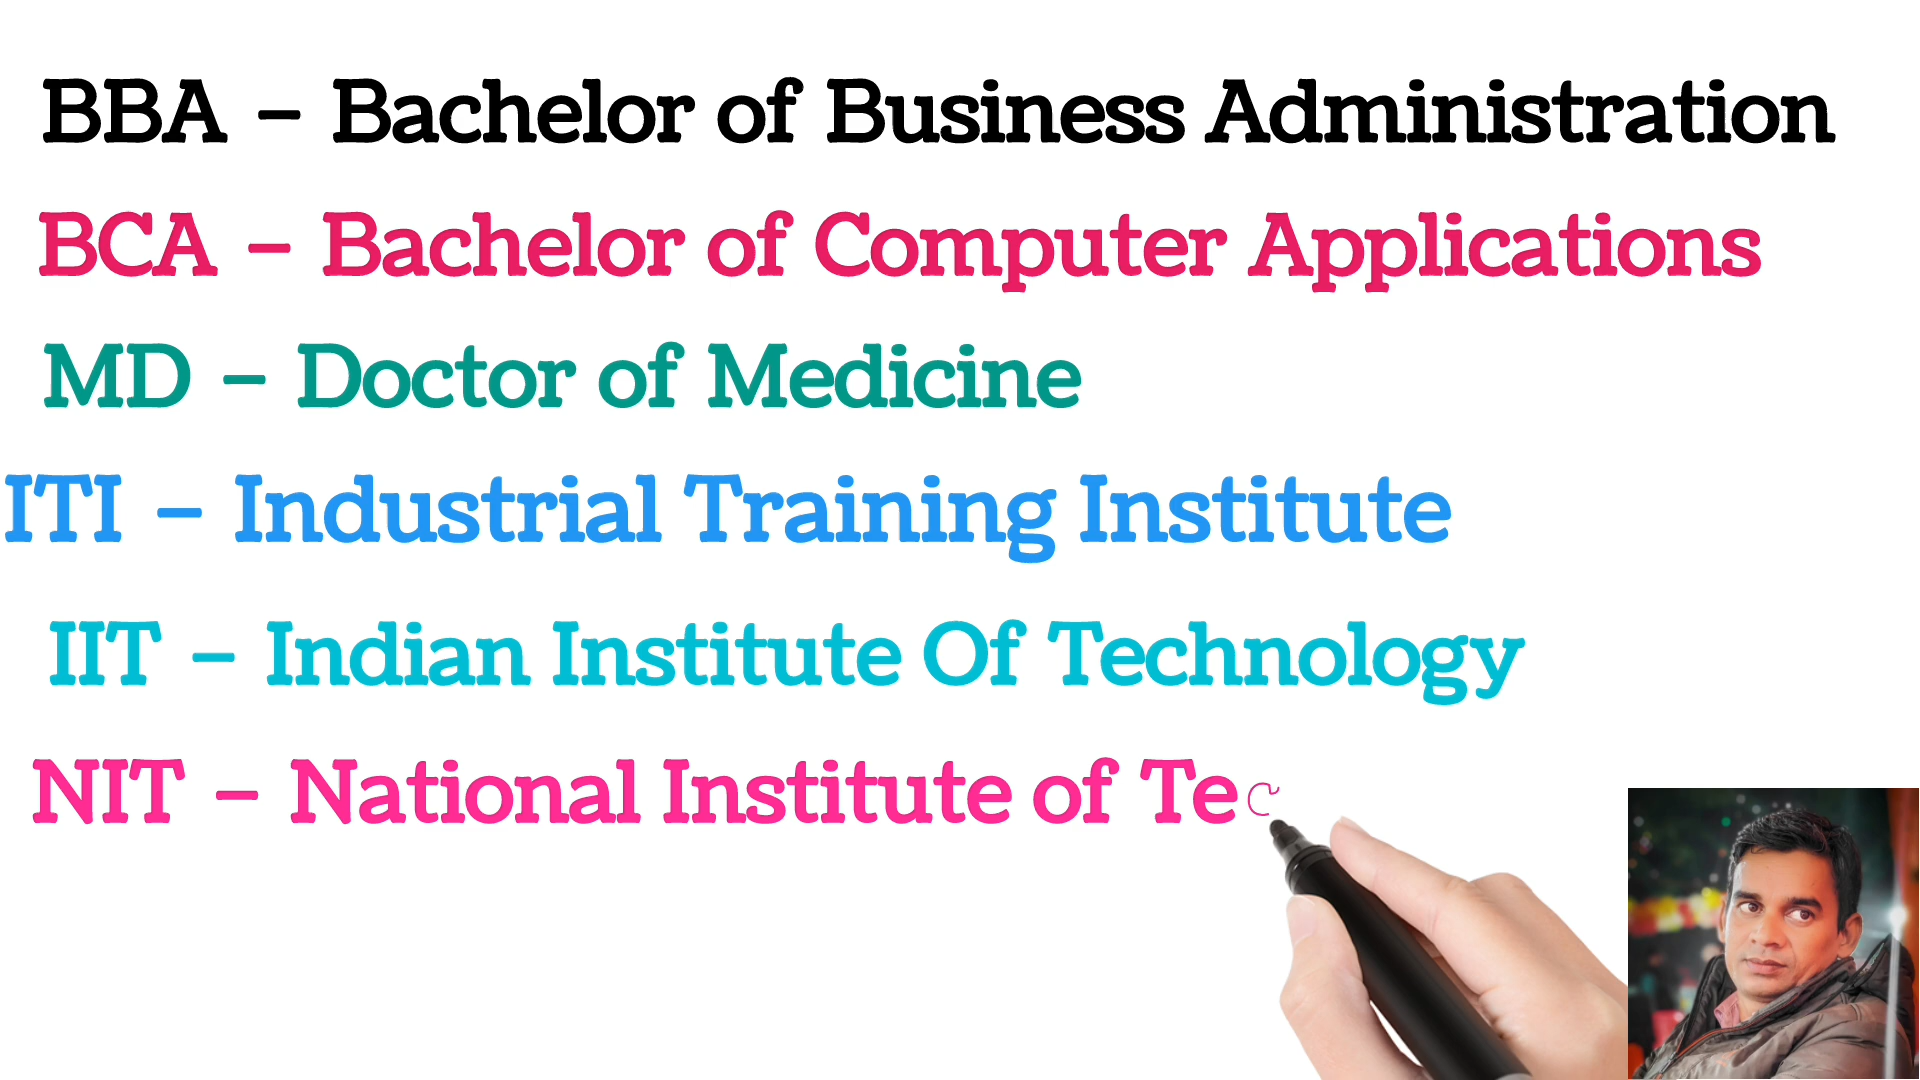 BBA – Bachelor of Business Administration
BCA – Bachelor of Computer Applications
MD – Doctor of Medicine
ITI – Industrial Training Institute
IIT – Indian Institute Of Technology
NIT – National Institute of Tec